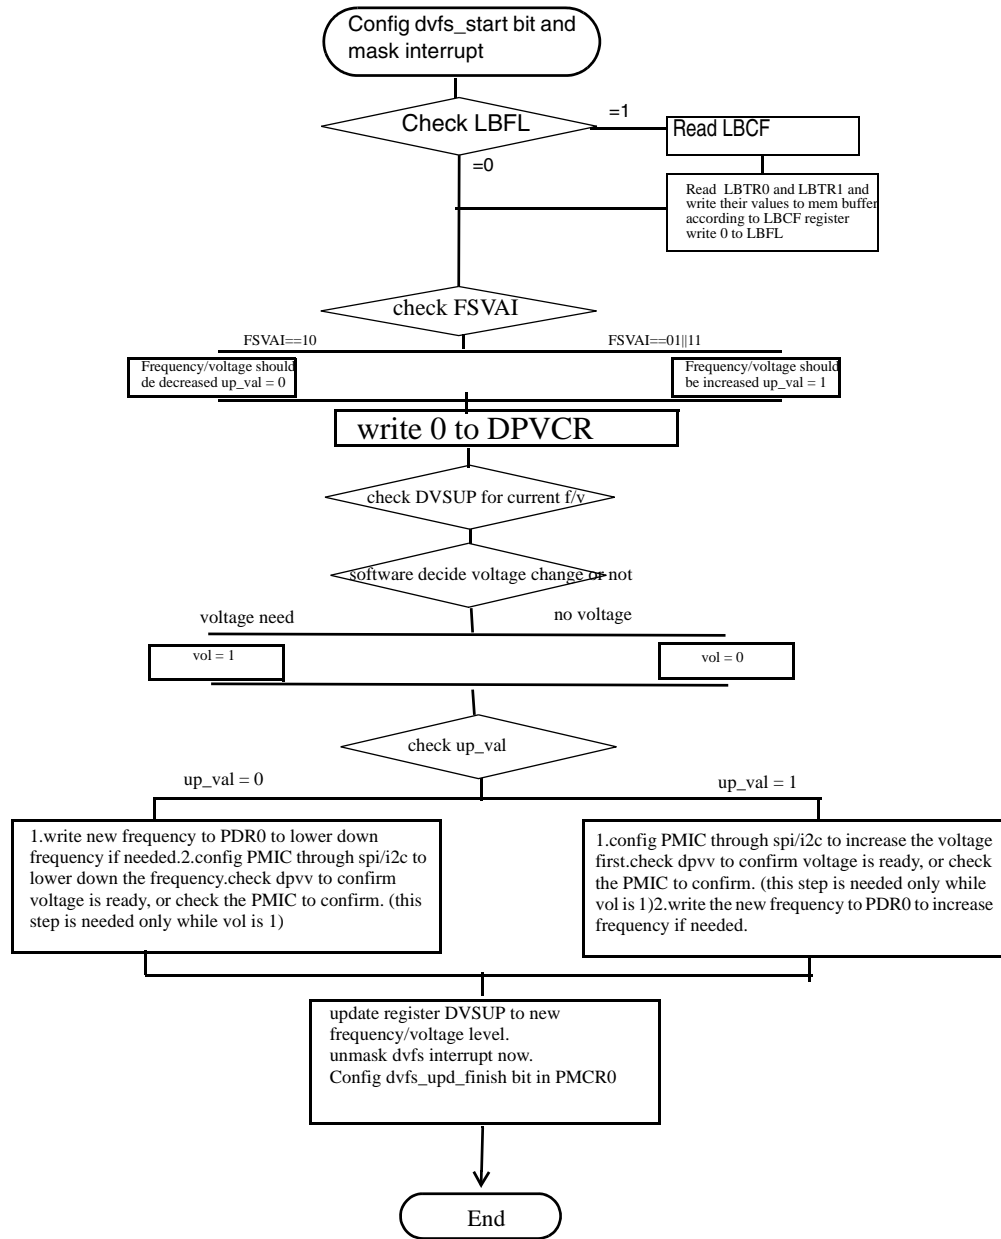 Config dvfs_start bit and
mask interrupt
Check LBFL
=1
Read LBCF
=0
Read LBTR0 and LBTR1 and
write their values to mem buffer
according to LBCF register
write 0 to LBFL
check FSVAI
FSVAI==10
FSVAI==01||11
Frequency/voltage should
de decreased up_val = 0
Frequency/voltage should
be increased up_val = 1
write 0 to DPVCR
check DVSUP for current f/v
software decide voltage change or not
voltage need
no voltage
vol = 1
vol = 0
check up_val
up_val = 0
up_val = 1
1.write new frequency to PDR0 to lower down
frequency if needed.2.config PMIC through spi/i2c to
lower down the frequency.check dpvv to confirm
voltage is ready, or check the PMIC to confirm. (this
step is needed only while vol is 1)
1.config PMIC through spi/i2c to increase the voltage
first.check dpvv to confirm voltage is ready, or check
the PMIC to confirm. (this step is needed only while
vol is 1)2.write the new frequency to PDR0 to increase
frequency if needed.
update register DVSUP to new
frequency/voltage level.
unmask dvfs interrupt now.
Config dvfs_upd_finish bit in PMCR0
End